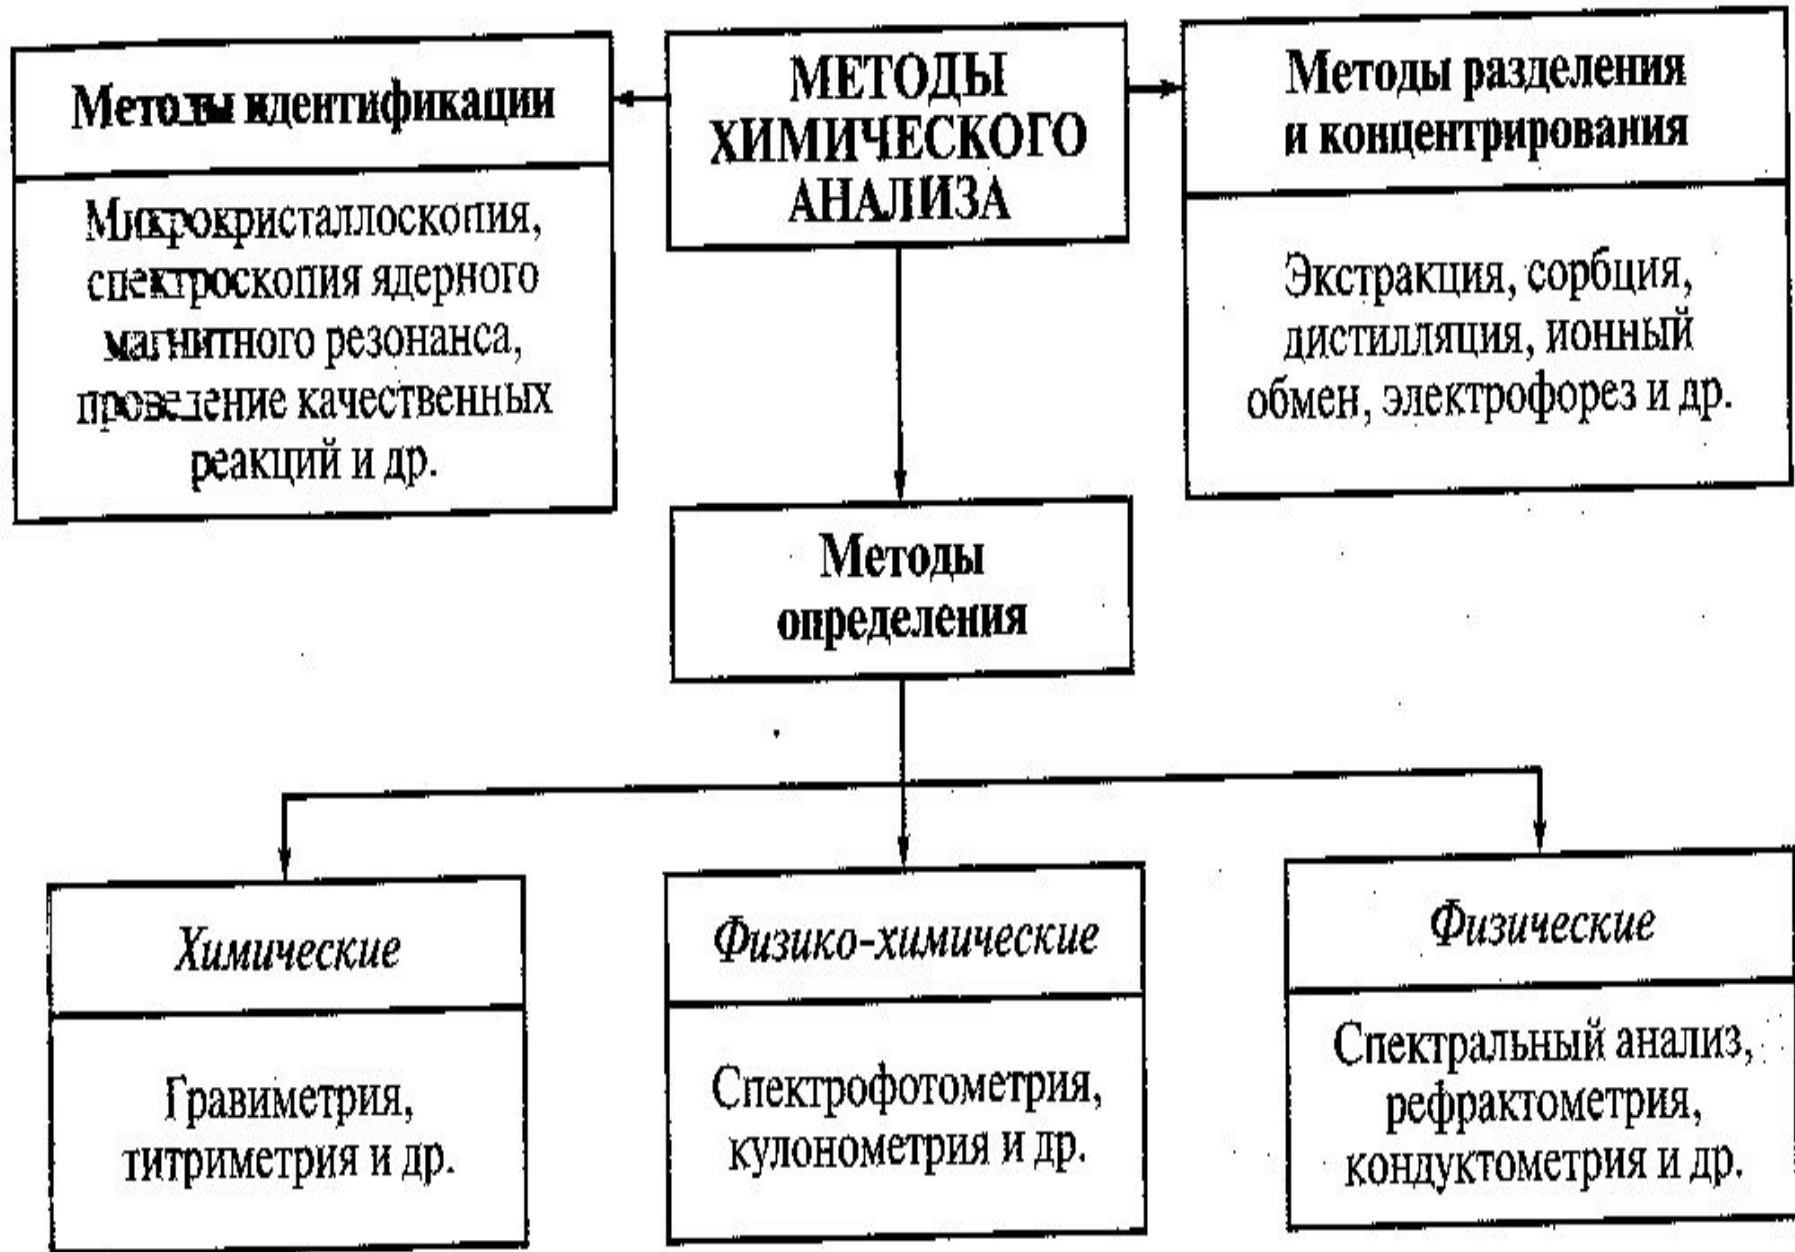 Методы идентификации
Микрокристаллоскопия,
спектроскопия ядерного
магнитного резонанса,
проведение качественных
реакций и др.
МЕТОДЫ
ХИМИЧЕСКОГО
АНАЛИЗА
Методы разделения
и концентрирования
Экстракция, сорбция,
дистилляция, ионный
обмен, электрофорез и др.
Методы
определения
Химические
Гравиметрия,
титриметрия и др.
Физико-химические
Спектрофотометрия,
кулонометрия и др.
Физические
Спектральный анализ,
рефрактометрия,
кондуктометрия и др.